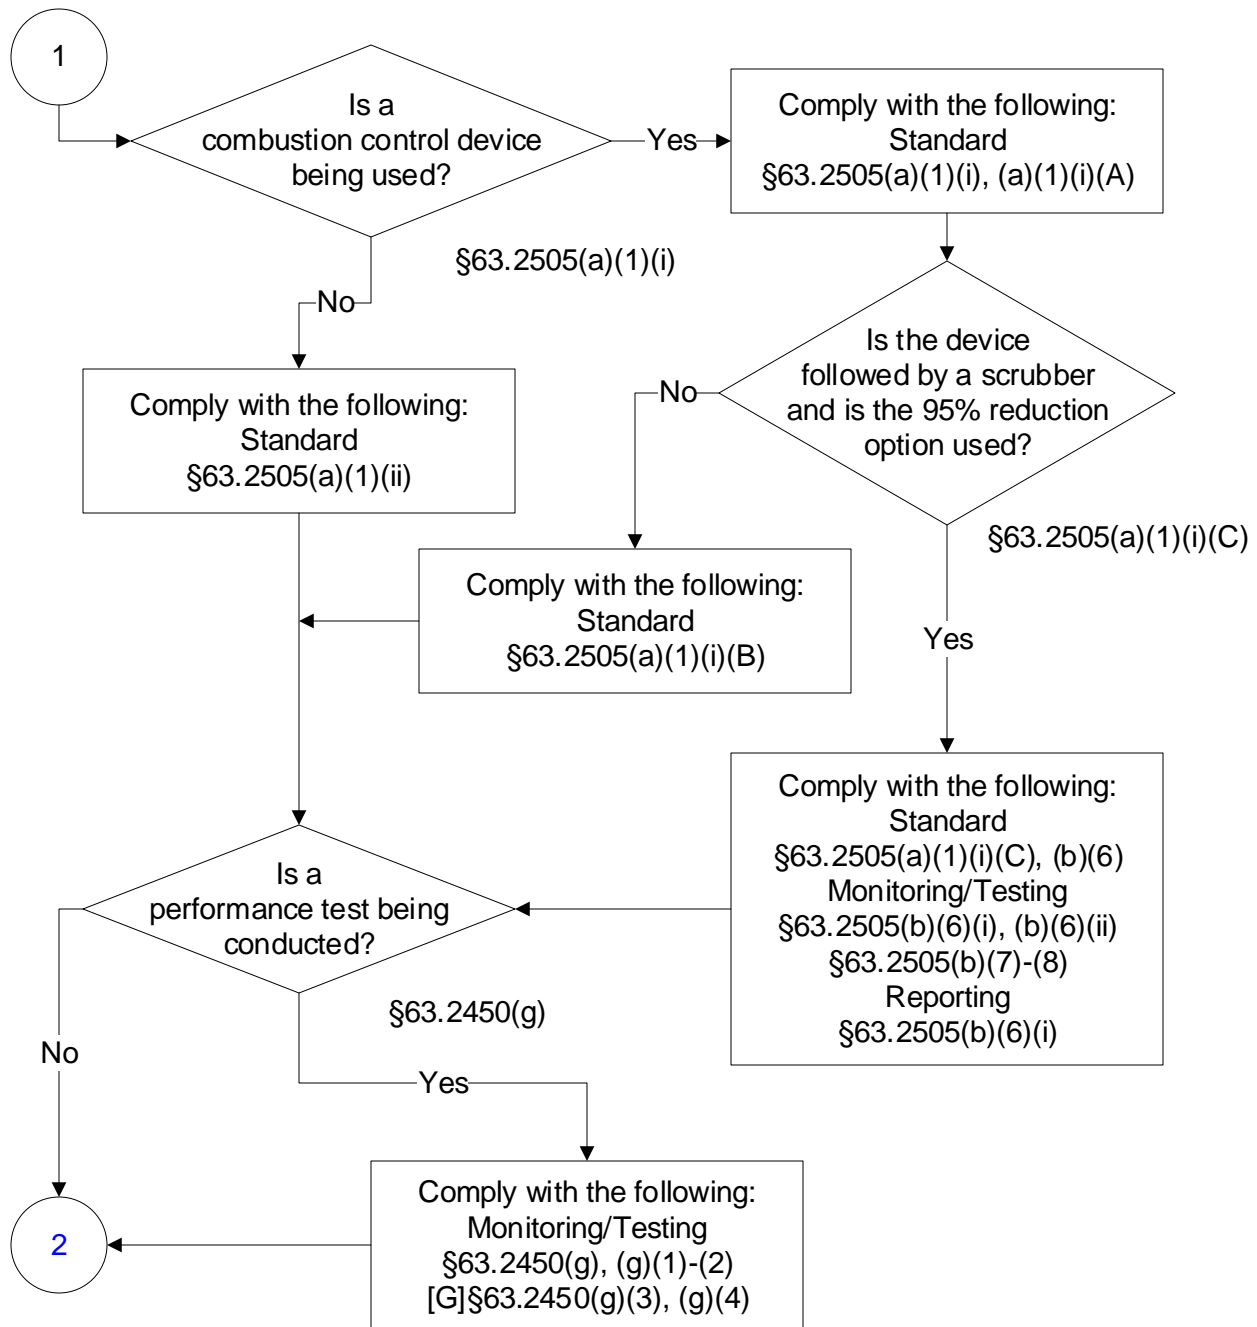 1
Is a
combustion control device
being used?
Yes
Comply with the following:
Standard
§63.2505(a)(1)(i), (a)(1)(i)(A)
§63.2505(a)(1)(i)
No
Comply with the following:
Standard
§63.2505(a)(1)(ii)
Is the device
followed by a scrubber
and is the 95% reduction
option used?
No
§63.2505(a)(1)(i)(C)
Comply with the following:
Standard
§63.2505(a)(1)(i)(B)
Yes
Comply with the following:
Standard
§63.2505(a)(1)(i)(C), (b)(6)
Monitoring/Testing
§63.2505(b)(6)(i), (b)(6)(ii)
§63.2505(b)(7)-(8)
Reporting
§63.2505(b)(6)(i)
Is a
performance test being
conducted?
§63.2450(g)
No
Yes
Comply with the following:
Monitoring/Testing
§63.2450(g), (g)(1)-(2)
[G]§63.2450(g)(3), (g)(4)
2